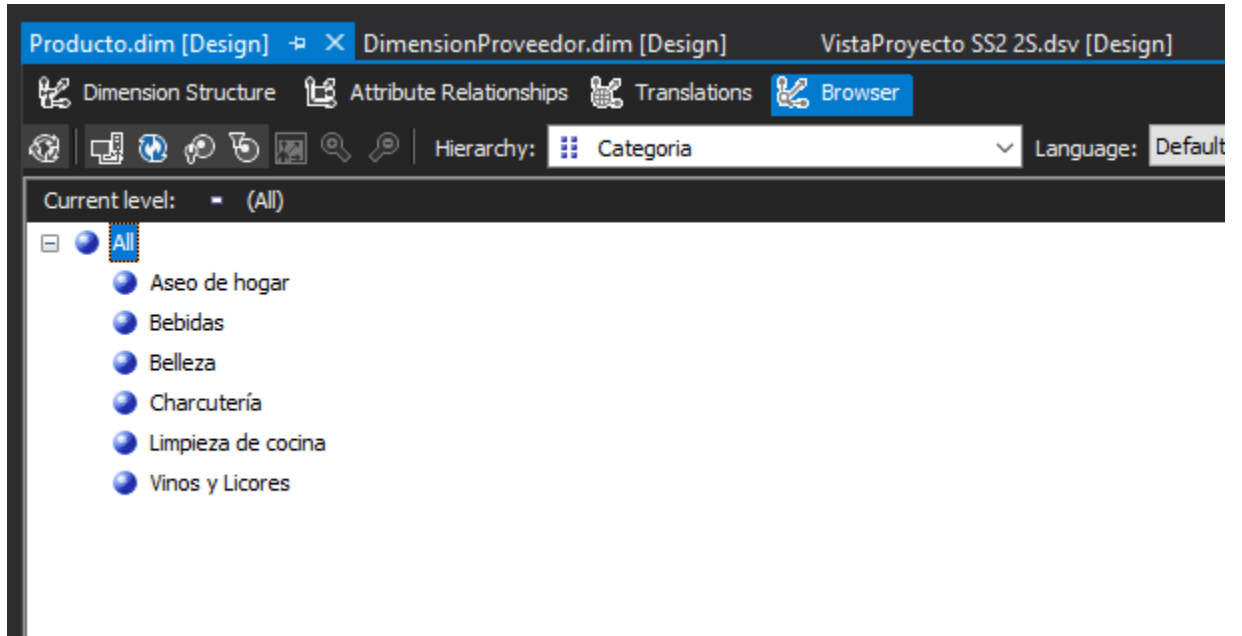 Producto.dim [Design] DimensionProveedor.dim [Design] VistaProyecto SS2 2S.dsv [Design]
Dimension Structure Attribute Relationships Translations Browser
Hierarchy: Categoria Language: Default
Current level: (All)
All
Aseo de hogar
Bebidas
Belleza
Charcutería
Limpieza de cocina
Vinos y Licores